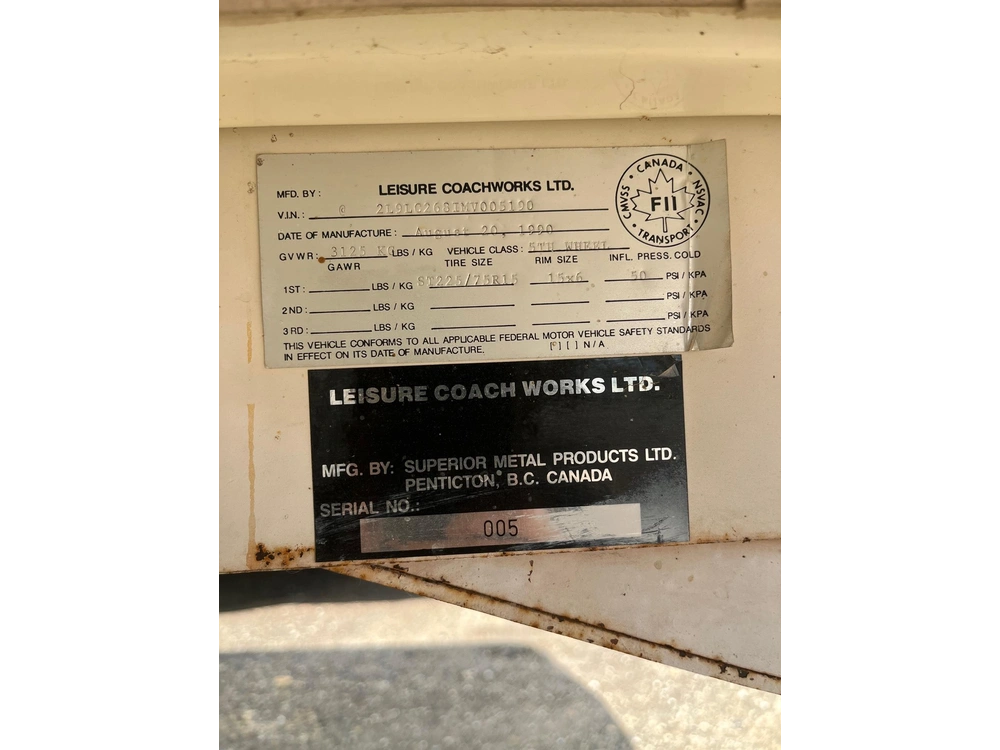 MFD. BY: LEISURE COACHWORKS LTD.
V.I.N.: @ 2L9LC268IMV005190
DATE OF MANUFACTURE: August 20, 1990
GVWR: 3125 KG LBS / KG VEHICLE CLASS: 5TH WHEEL
GAWR TIRE SIZE RIM SIZE INFL. PRESS. COLD
1ST: LBS / KG ST225/75R15 15x6 50 PSI / KPA
2ND: LBS / KG PSI / KPA
3RD: LBS / KG PSI / KPA
THIS VEHICLE CONFORMS TO ALL APPLICABLE FEDERAL MOTOR VEHICLE SAFETY STANDARDS
IN EFFECT ON ITS DATE OF MANUFACTURE. N/A
CANADA
CMVSS FII NSVAC
TRANSPORT
LEISURE COACH WORKS LTD.
MFG. BY: SUPERIOR METAL PRODUCTS LTD.
PENTICTON, B.C. CANADA
SERIAL NO.:
005